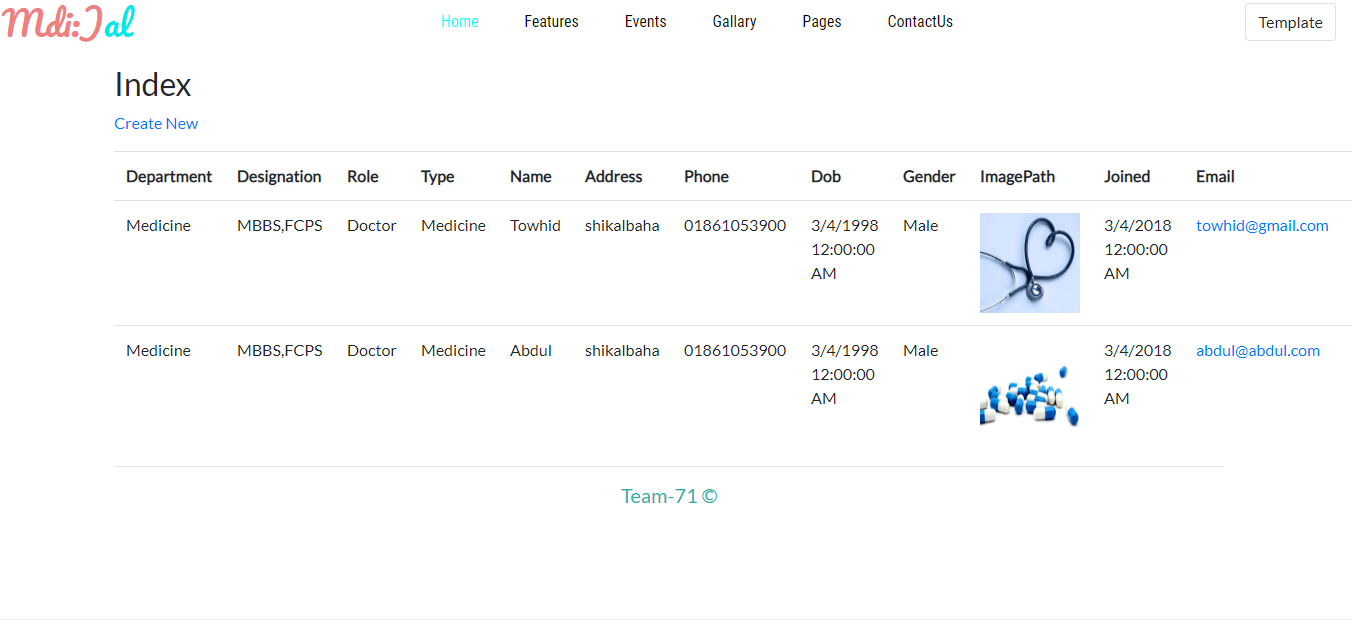 Mdi:Jal Home Features Events Gallary Pages ContactUs Template
Index
Create New
Department Designation Role Type Name Address Phone Dob Gender ImagePath Joined Email
Medicine MBBS,FCPS Doctor Medicine Towhid shikalbaha 01861053900 3/4/1998 Male 3/4/2018 towhid@gmail.com
12:00:00 12:00:00
AM AM
Medicine MBBS,FCPS Doctor Medicine Abdul shikalbaha 01861053900 3/4/1998 Male 3/4/2018 abdul@abdul.com
12:00:00 12:00:00
AM AM
Team-71 ©